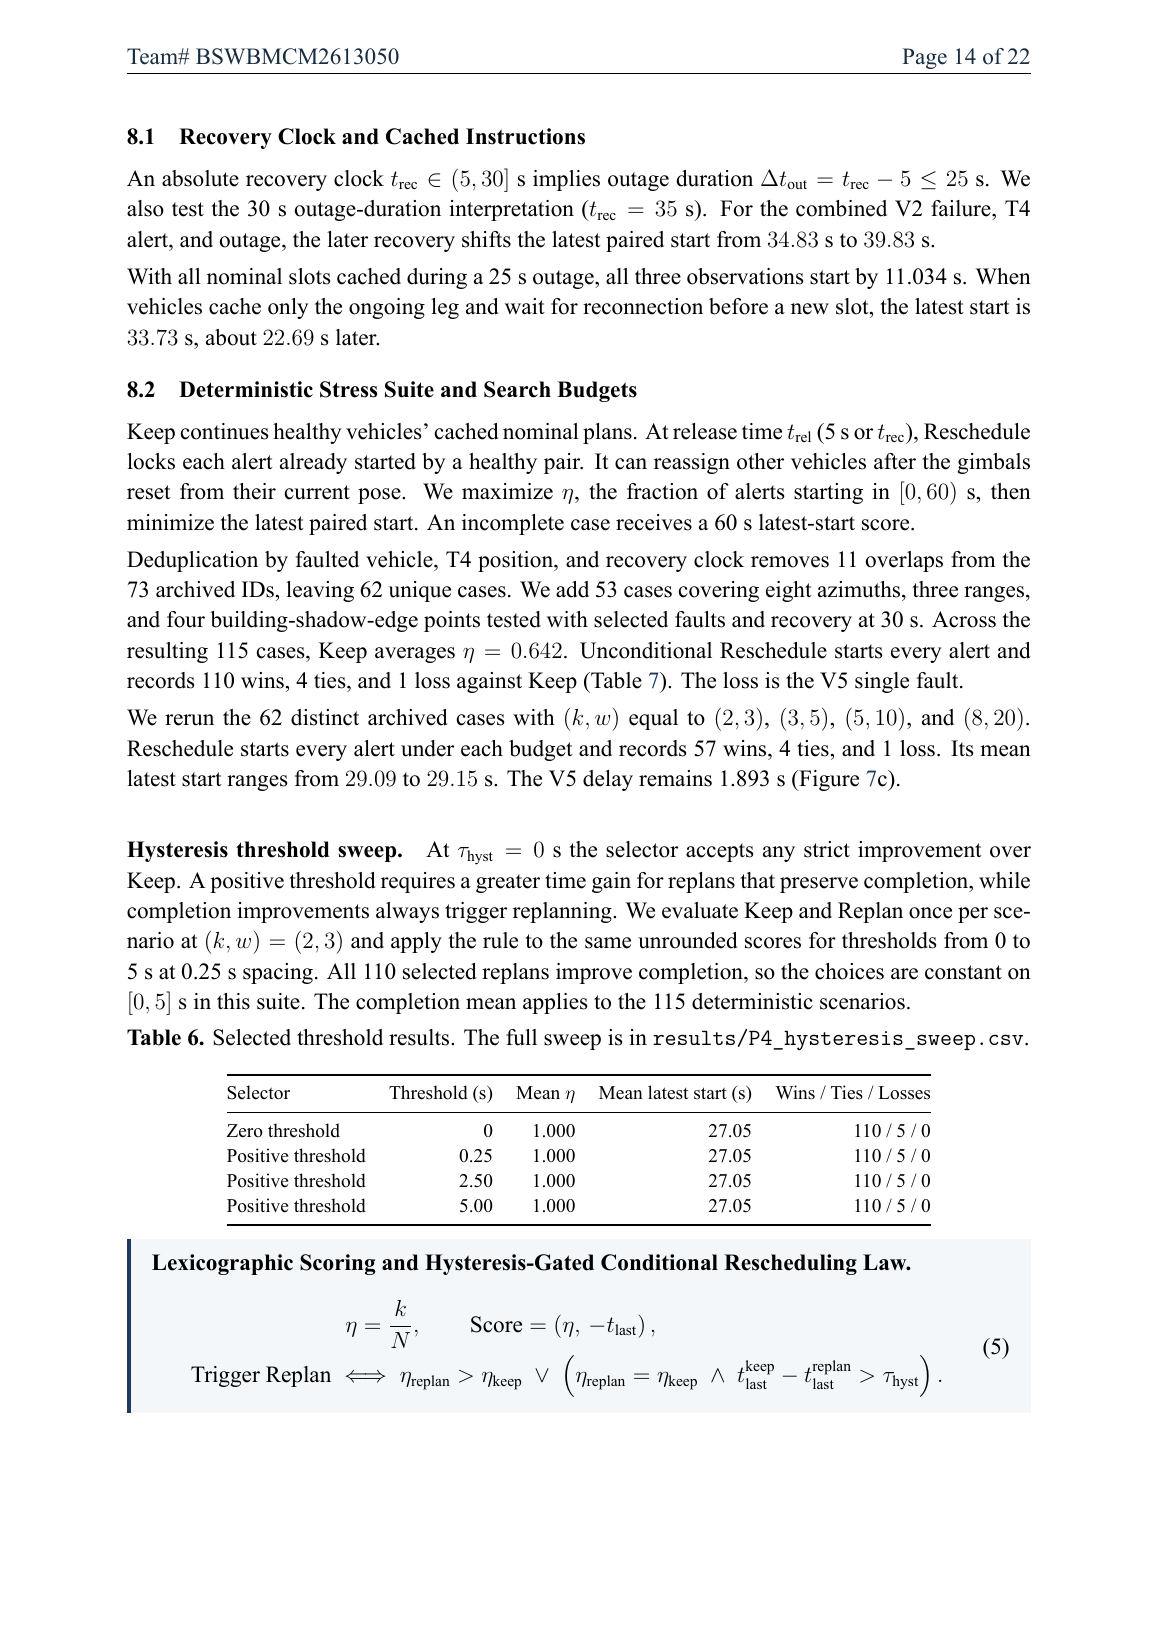 Team# BSWBMCM2613050 Page 14 of 22
8.1 Recovery Clock and Cached Instructions
An absolute recovery clock t_rec ∈ (5, 30] s implies outage duration Δt_out = t_rec − 5 ≤ 25 s. We
also test the 30 s outage-duration interpretation (t_rec = 35 s). For the combined V2 failure, T4
alert, and outage, the later recovery shifts the latest paired start from 34.83 s to 39.83 s.
With all nominal slots cached during a 25 s outage, all three observations start by 11.034 s. When
vehicles cache only the ongoing leg and wait for reconnection before a new slot, the latest start is
33.73 s, about 22.69 s later.
8.2 Deterministic Stress Suite and Search Budgets
Keep continues healthy vehicles’ cached nominal plans. At release time t_rel (5 s or t_rec), Reschedule
locks each alert already started by a healthy pair. It can reassign other vehicles after the gimbals
reset from their current pose. We maximize η, the fraction of alerts starting in [0, 60) s, then
minimize the latest paired start. An incomplete case receives a 60 s latest-start score.
Deduplication by faulted vehicle, T4 position, and recovery clock removes 11 overlaps from the
73 archived IDs, leaving 62 unique cases. We add 53 cases covering eight azimuths, three ranges,
and four building-shadow-edge points tested with selected faults and recovery at 30 s. Across the
resulting 115 cases, Keep averages η = 0.642. Unconditional Reschedule starts every alert and
records 110 wins, 4 ties, and 1 loss against Keep (Table 7). The loss is the V5 single fault.
We rerun the 62 distinct archived cases with (k, w) equal to (2, 3), (3, 5), (5, 10), and (8, 20).
Reschedule starts every alert under each budget and records 57 wins, 4 ties, and 1 loss. Its mean
latest start ranges from 29.09 to 29.15 s. The V5 delay remains 1.893 s (Figure 7c).
Hysteresis threshold sweep. At τ_hyst = 0 s the selector accepts any strict improvement over
Keep. A positive threshold requires a greater time gain for replans that preserve completion, while
completion improvements always trigger replanning. We evaluate Keep and Replan once per sce-
nario at (k, w) = (2, 3) and apply the rule to the same unrounded scores for thresholds from 0 to
5 s at 0.25 s spacing. All 110 selected replans improve completion, so the choices are constant on
[0, 5] s in this suite. The completion mean applies to the 115 deterministic scenarios.
Table 6. Selected threshold results. The full sweep is in results/P4_hysteresis_sweep.csv.
Selector Threshold (s) Mean η Mean latest start (s) Wins / Ties / Losses
Zero threshold 0 1.000 27.05 110 / 5 / 0
Positive threshold 0.25 1.000 27.05 110 / 5 / 0
Positive threshold 2.50 1.000 27.05 110 / 5 / 0
Positive threshold 5.00 1.000 27.05 110 / 5 / 0
Lexicographic Scoring and Hysteresis-Gated Conditional Rescheduling Law.
η = k/N, Score = (η, −t_last),
(5)
Trigger Replan ⟺ η_replan > η_keep ∨ (η_replan = η_keep ∧ t_last^keep − t_last^replan > τ_hyst).